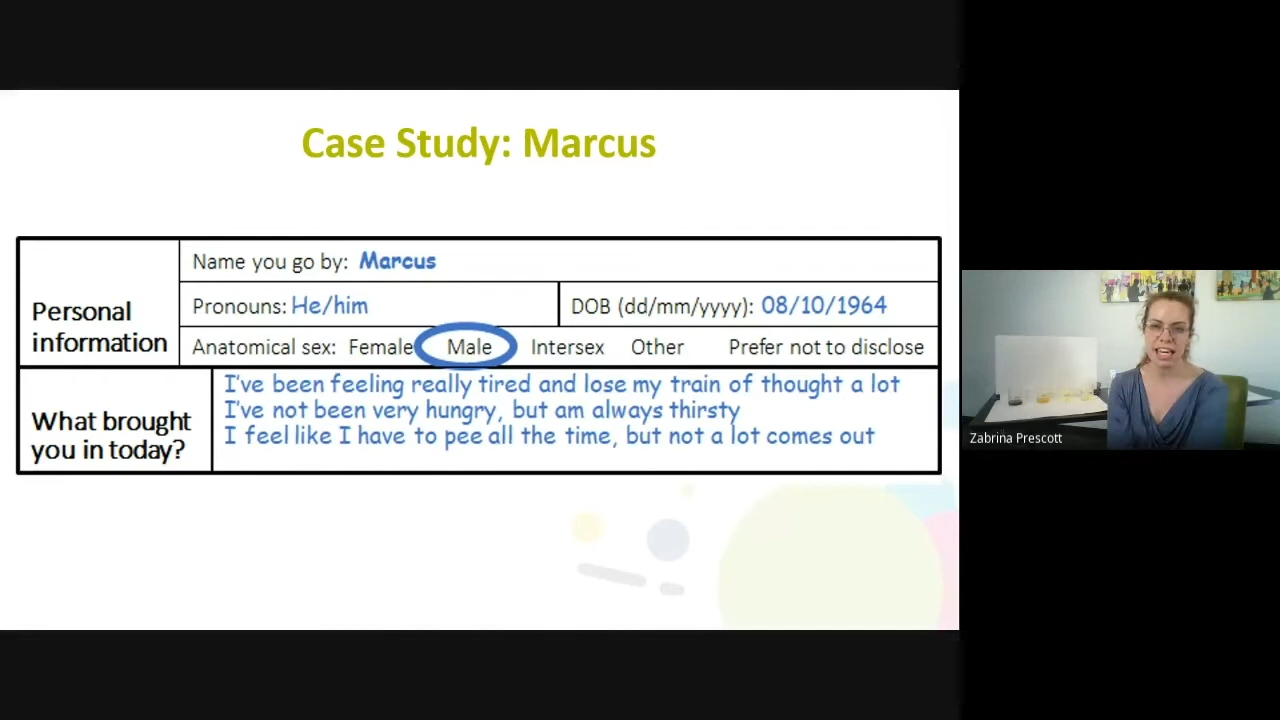 Case Study: Marcus
Personal information
Name you go by: Marcus
Pronouns: He/him
DOB (dd/mm/yyyy): 08/10/1964
Anatomical sex: Female Male Intersex Other Prefer not to disclose
What brought you in today?
I've been feeling really tired and lose my train of thought a lot
I've not been very hungry, but am always thirsty
I feel like I have to pee all the time, but not a lot comes out
Zabrina Prescott